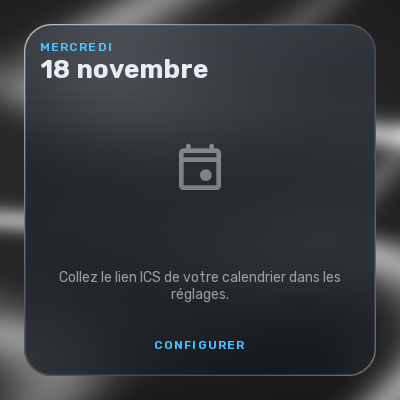 MERCREDI
18 novembre
Collez le lien ICS de votre calendrier dans les
réglages.
CONFIGURER